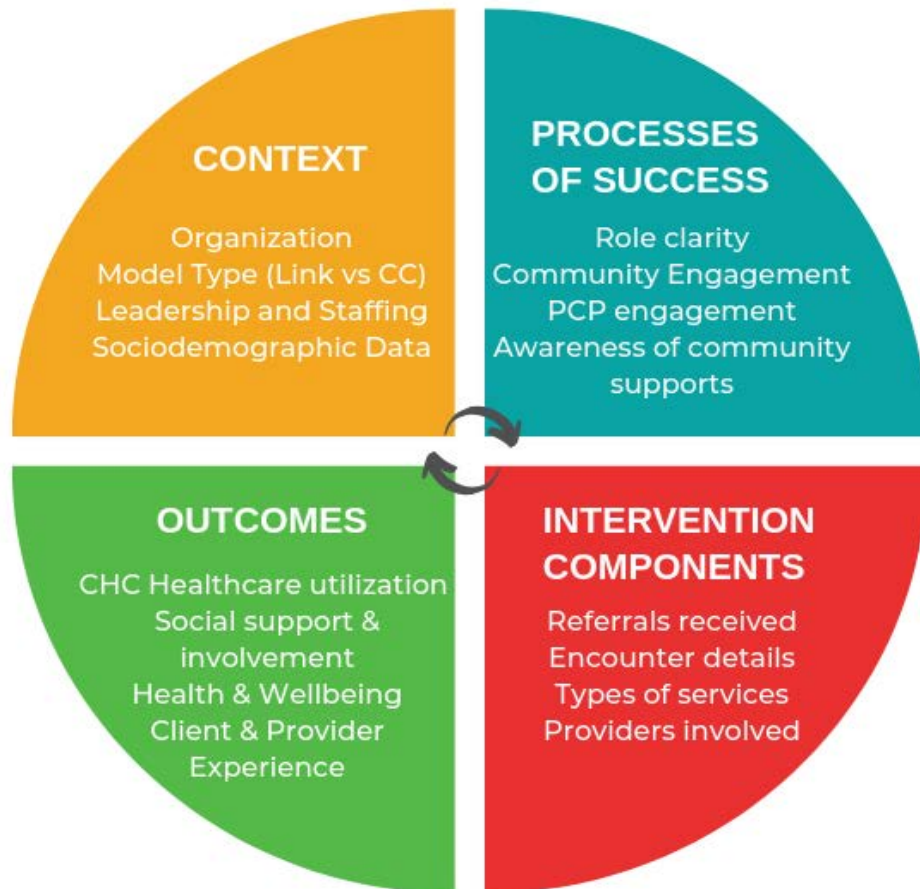 CONTEXT
Organization
Model Type (Link vs CC)
Leadership and Staffing
Sociodemographic Data
PROCESSES
OF SUCCESS
Role clarity
Community Engagement
PCP engagement
Awareness of community
supports
OUTCOMES
CHC Healthcare utilization
Social support &
involvement
Health & Wellbeing
Client & Provider
Experience
INTERVENTION
COMPONENTS
Referrals received
Encounter details
Types of services
Providers involved